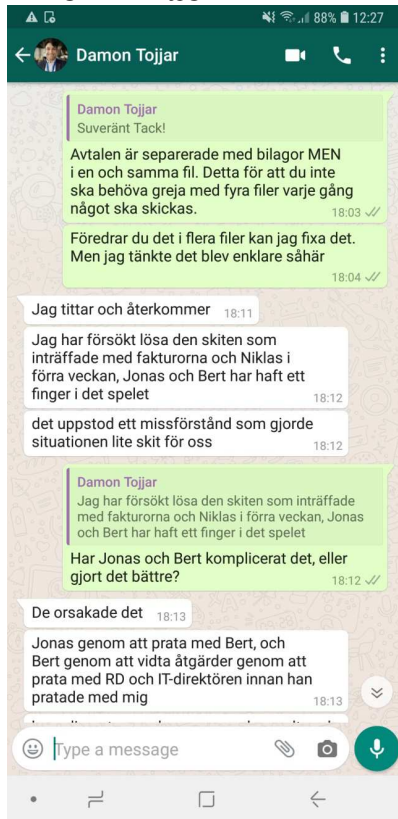 88% 12:27
Damon Tojjar
Damon Tojjar
Suveränt Tack!
Avtalen är separerade med bilagor MEN
i en och samma fil. Detta för att du inte
ska behöva greja med fyra filer varje gång
något ska skickas.
18:03
Föredrar du det i flera filer kan jag fixa det.
Men jag tänkte det blev enklare såhär
18:04
Jag tittar och återkommer 18:11
Jag har försökt lösa den skiten som
inträffade med fakturorna och Niklas i
förra veckan, Jonas och Bert har haft ett
finger i det spelet
18:12
det uppstod ett missförstånd som gjorde
situationen lite skit för oss
18:12
Damon Tojjar
Jag har försökt lösa den skiten som inträffade
med fakturorna och Niklas i förra veckan, Jonas
och Bert har haft ett finger i det spelet
Har Jonas och Bert komplicerat det, eller
gjort det bättre?
18:12
De orsakade det 18:13
Jonas genom att prata med Bert, och
Bert genom att vidta åtgärder genom att
prata med RD och IT-direktören innan han
pratade med mig
18:13
Type a message